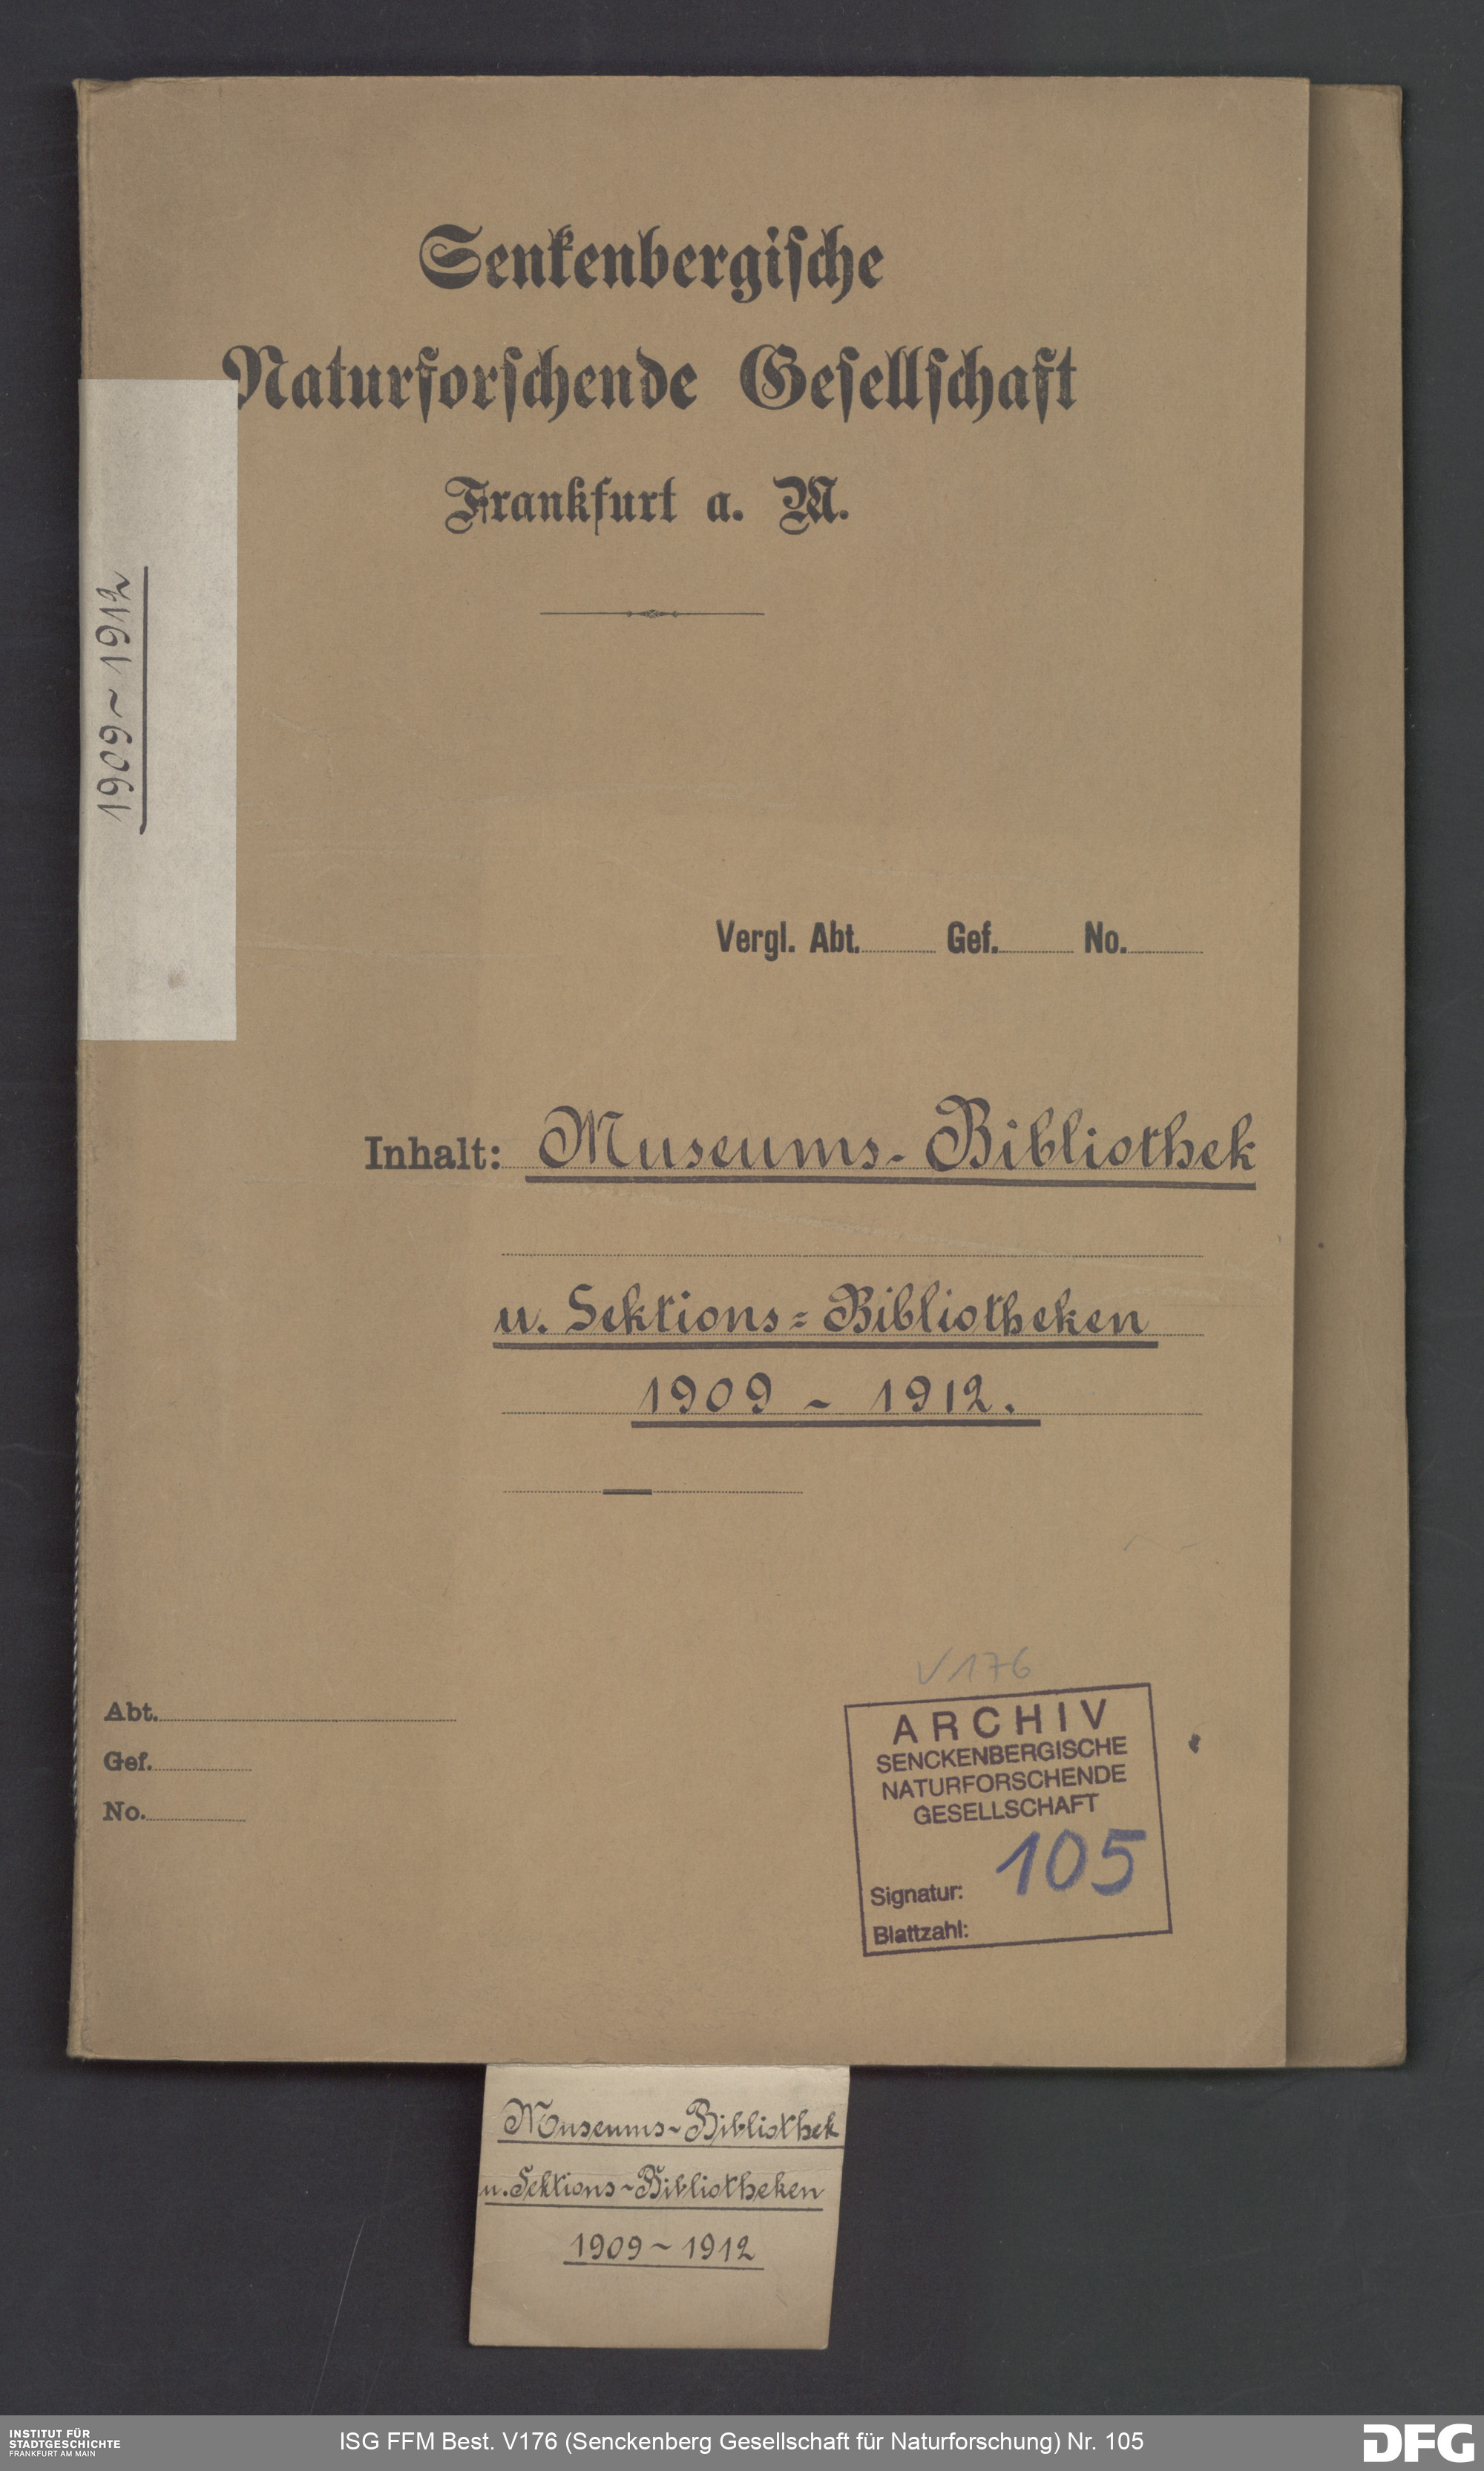 Senkenbergische
Naturforschende Gesellschaft
Frankfurt a. M.
1909~1912
Vergl. Abt. Gef. No.
Inhalt: Museums-Bibliothek
u. Sektions=Bibliotheken
1909 ~ 1912.
Abt.
Gef.
No.
V176
ARCHIV
SENCKENBERGISCHE
NATURFORSCHENDE
GESELLSCHAFT
Signatur: 105
Blattzahl:
Museums~Bibliothek
u. Sektions~Bibliotheken
1909~1912
INSTITUT FÜR
STADTGESCHICHTE
FRANKFURT AM MAIN
ISG FFM Best. V176 (Senckenberg Gesellschaft für Naturforschung) Nr. 105
DFG